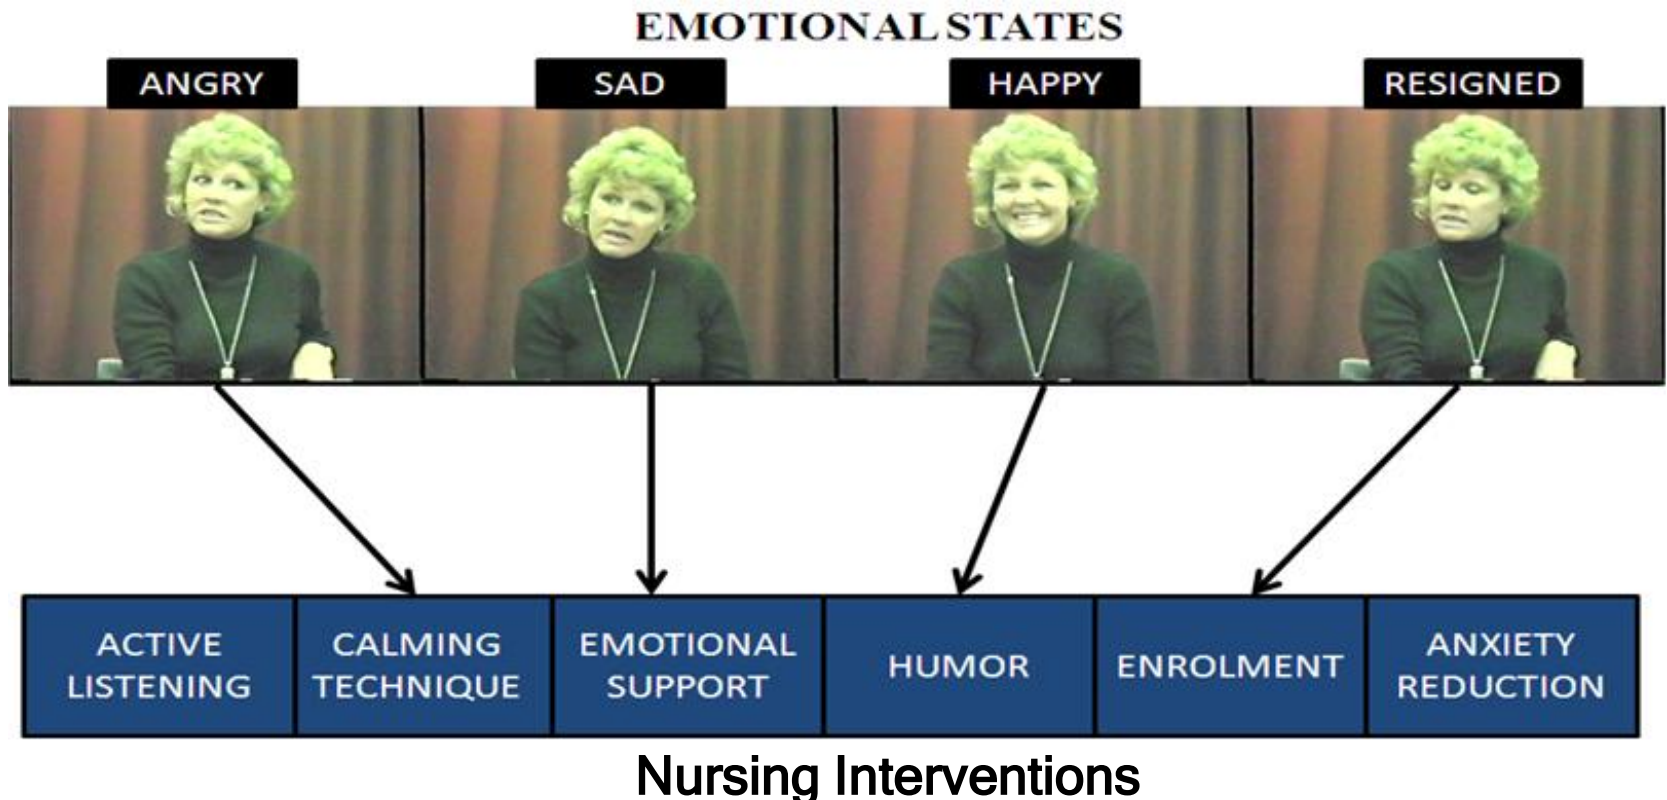 EMOTIONAL STATES
ANGRY
SAD
HAPPY
RESIGNED
ACTIVE
LISTENING
CALMING
TECHNIQUE
EMOTIONAL
SUPPORT
HUMOR
ENROLMENT
ANXIETY
REDUCTION
Nursing Interventions